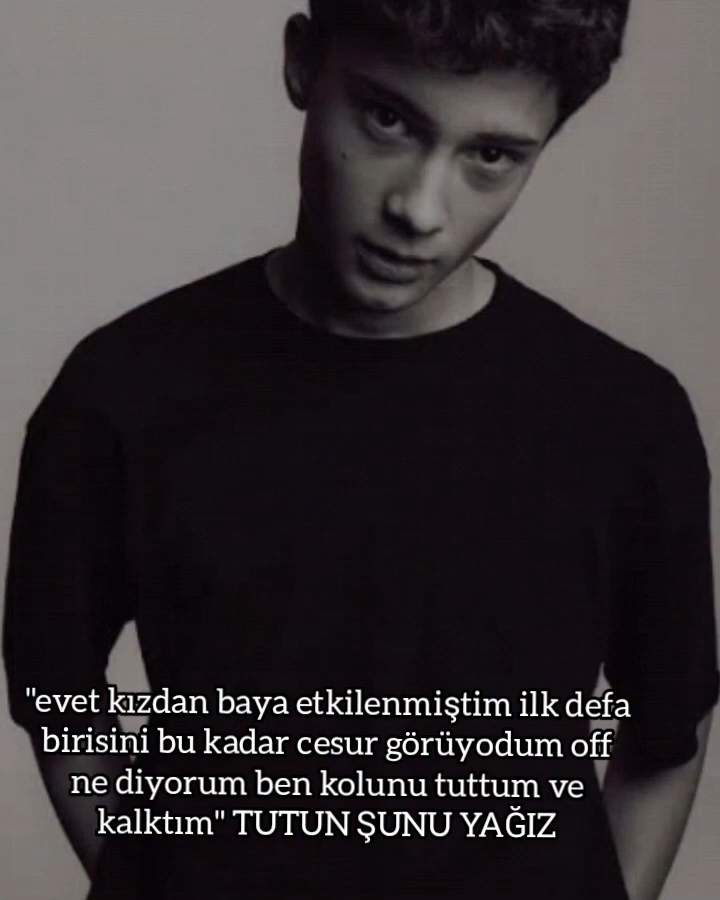 "evet kızdan baya etkilenmiştim ilk defa
birisini bu kadar cesur görüyodum off
ne diyorum ben kolunu tuttum ve
kalktım" TUTUN ŞUNU YAĞIZ